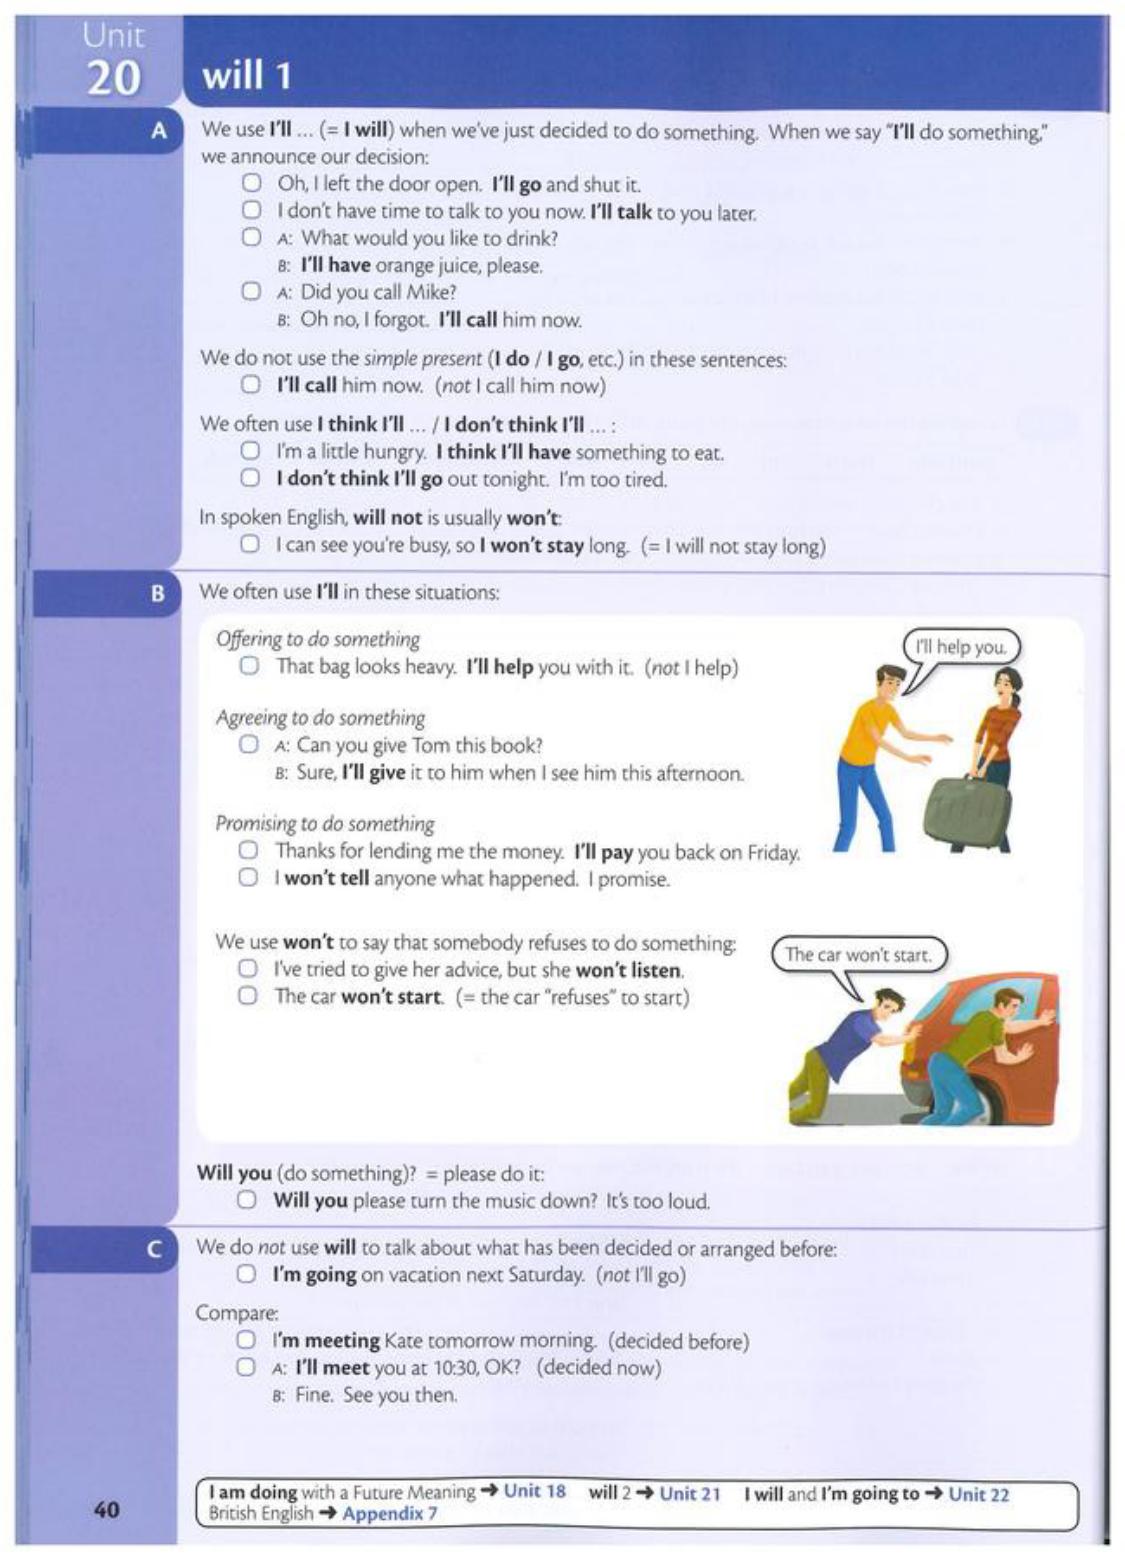 Unit
20
will 1
A
We use I'll ... (= I will) when we've just decided to do something. When we say "I'll do something,"
we announce our decision:
Oh, I left the door open. I'll go and shut it.
I don't have time to talk to you now. I'll talk to you later.
A: What would you like to drink?
B: I'll have orange juice, please.
A: Did you call Mike?
B: Oh no, I forgot. I'll call him now.
We do not use the simple present (I do / I go, etc.) in these sentences:
I'll call him now. (not I call him now)
We often use I think I'll ... / I don't think I'll ... :
I'm a little hungry. I think I'll have something to eat.
I don't think I'll go out tonight. I'm too tired.
In spoken English, will not is usually won't:
I can see you're busy, so I won't stay long. (= I will not stay long)
B
We often use I'll in these situations:
Offering to do something
That bag looks heavy. I'll help you with it. (not I help)
I'll help you.
Agreeing to do something
A: Can you give Tom this book?
B: Sure, I'll give it to him when I see him this afternoon.
Promising to do something
Thanks for lending me the money. I'll pay you back on Friday.
I won't tell anyone what happened. I promise.
We use won't to say that somebody refuses to do something:
I've tried to give her advice, but she won't listen.
The car won't start. (= the car "refuses" to start)
The car won't start.
Will you (do something)? = please do it:
Will you please turn the music down? It's too loud.
C
We do not use will to talk about what has been decided or arranged before:
I'm going on vacation next Saturday. (not I'll go)
Compare:
I'm meeting Kate tomorrow morning. (decided before)
A: I'll meet you at 10:30, OK? (decided now)
B: Fine. See you then.
40
I am doing with a Future Meaning ➜ Unit 18 will 2 ➜ Unit 21 I will and I'm going to ➜ Unit 22
British English ➜ Appendix 7